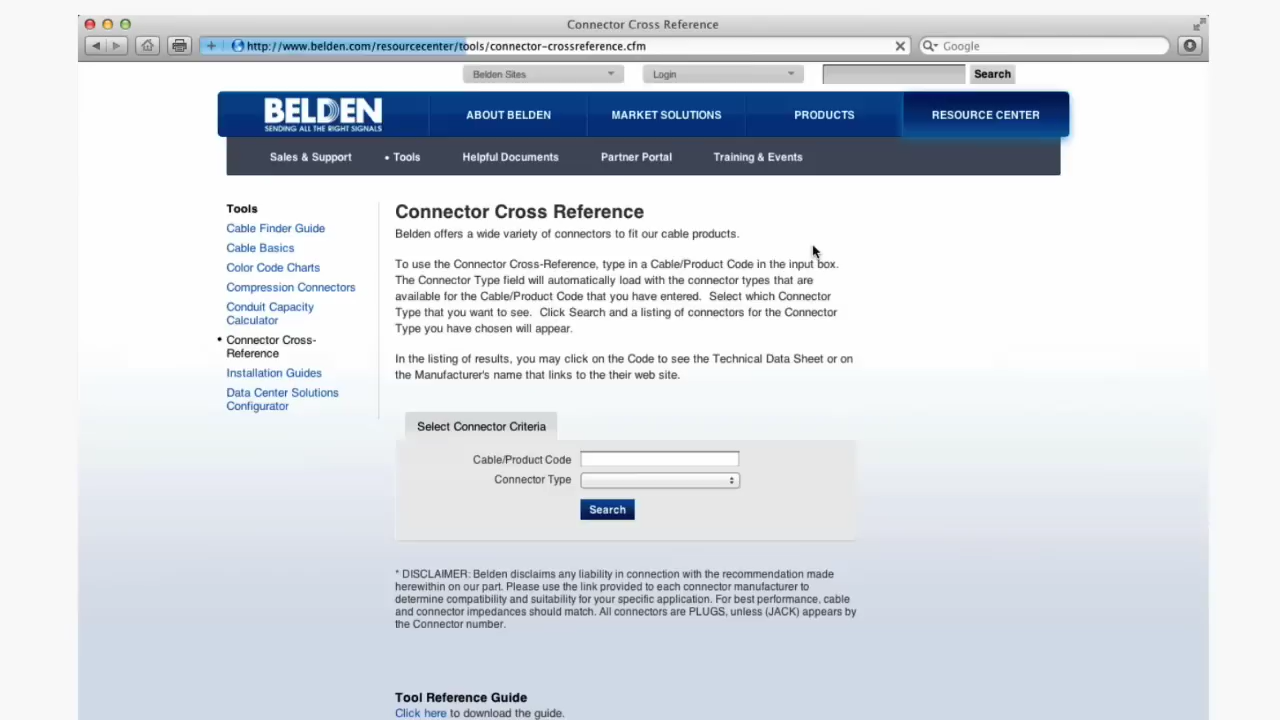 Connector Cross Reference
http://www.belden.com/resourcecenter/tools/connector-crossreference.cfm
Google
Belden Sites
Login
Search
BELDEN
SENDING ALL THE RIGHT SIGNALS
ABOUT BELDEN
MARKET SOLUTIONS
PRODUCTS
RESOURCE CENTER
Sales & Support
• Tools
Helpful Documents
Partner Portal
Training & Events
Tools
Cable Finder Guide
Cable Basics
Color Code Charts
Compression Connectors
Conduit Capacity
Calculator
• Connector Cross-
Reference
Installation Guides
Data Center Solutions
Configurator
Connector Cross Reference
Belden offers a wide variety of connectors to fit our cable products.
To use the Connector Cross-Reference, type in a Cable/Product Code in the input box.
The Connector Type field will automatically load with the connector types that are
available for the Cable/Product Code that you have entered. Select which Connector
Type that you want to see. Click Search and a listing of connectors for the Connector
Type you have chosen will appear.
In the listing of results, you may click on the Code to see the Technical Data Sheet or on
the Manufacturer's name that links to the their web site.
Select Connector Criteria
Cable/Product Code
Connector Type
Search
* DISCLAIMER: Belden disclaims any liability in connection with the recommendation made
herewithin on our part. Please use the link provided to each connector manufacturer to
determine compatibility and suitability for your specific application. For best performance, cable
and connector impedances should match. All connectors are PLUGS, unless (JACK) appears by
the Connector number.
Tool Reference Guide
Click here to download the guide.